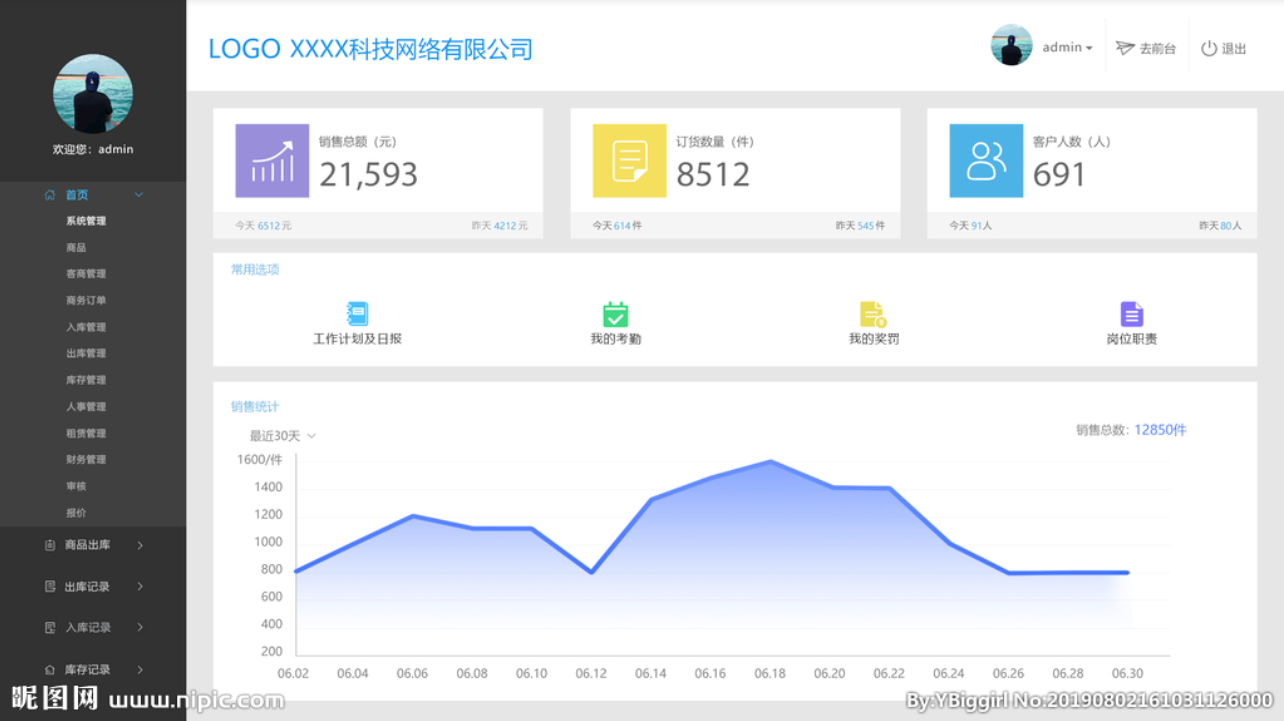 LOGO XXXX科技网络有限公司
admin
去前台
退出
欢迎您：admin
首页
系统管理
商品
客商管理
商务订单
入库管理
出库管理
库存管理
人事管理
租赁管理
财务管理
审核
报价
商品出库
出库记录
入库记录
库存记录
销售总额（元）
21,593
今天 6512 元
昨天 4212 元
订货数量（件）
8512
今天 614 件
昨天 545 件
客户人数（人）
691
今天 91人
昨天 80人
常用选项
工作计划及日报
我的考勤
我的奖罚
岗位职责
销售统计
最近30天
销售总数：12850件
1600/件
1400
1200
1000
800
600
400
200
06.02 06.04 06.06 06.08 06.10 06.12 06.14 06.16 06.18 06.20 06.22 06.24 06.26 06.28 06.30
昵图网 www.nipic.com
By:YBiggirl No:20190802161031126000